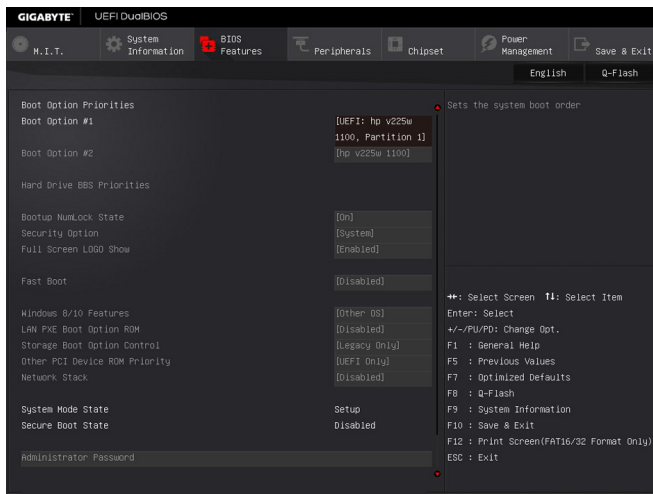 GIGABYTE™ UEFI DualBIOS
M.I.T.
System Information
BIOS Features
Peripherals
Chipset
Power Management
Save & Exit
English
Q-Flash
Boot Option Priorities
Boot Option #1 [UEFI: hp v225w
1100, Partition 1]
Boot Option #2 [hp v225w 1100]
Hard Drive BBS Priorities
Bootup NumLock State [On]
Security Option [System]
Full Screen LOGO Show [Enabled]
Fast Boot [Disabled]
Windows 8/10 Features [Other OS]
LAN PXE Boot Option ROM [Disabled]
Storage Boot Option Control [Legacy Only]
Other PCI Device ROM Priority [UEFI Only]
Network Stack [Disabled]
System Mode State Setup
Secure Boot State Disabled
Administrator Password
Sets the system boot order
→←: Select Screen ↑↓: Select Item
Enter: Select
+/-/PU/PD: Change Opt.
F1 : General Help
F5 : Previous Values
F7 : Optimized Defaults
F8 : Q-Flash
F9 : System Information
F10 : Save & Exit
F12 : Print Screen(FAT16/32 Format Only)
ESC : Exit